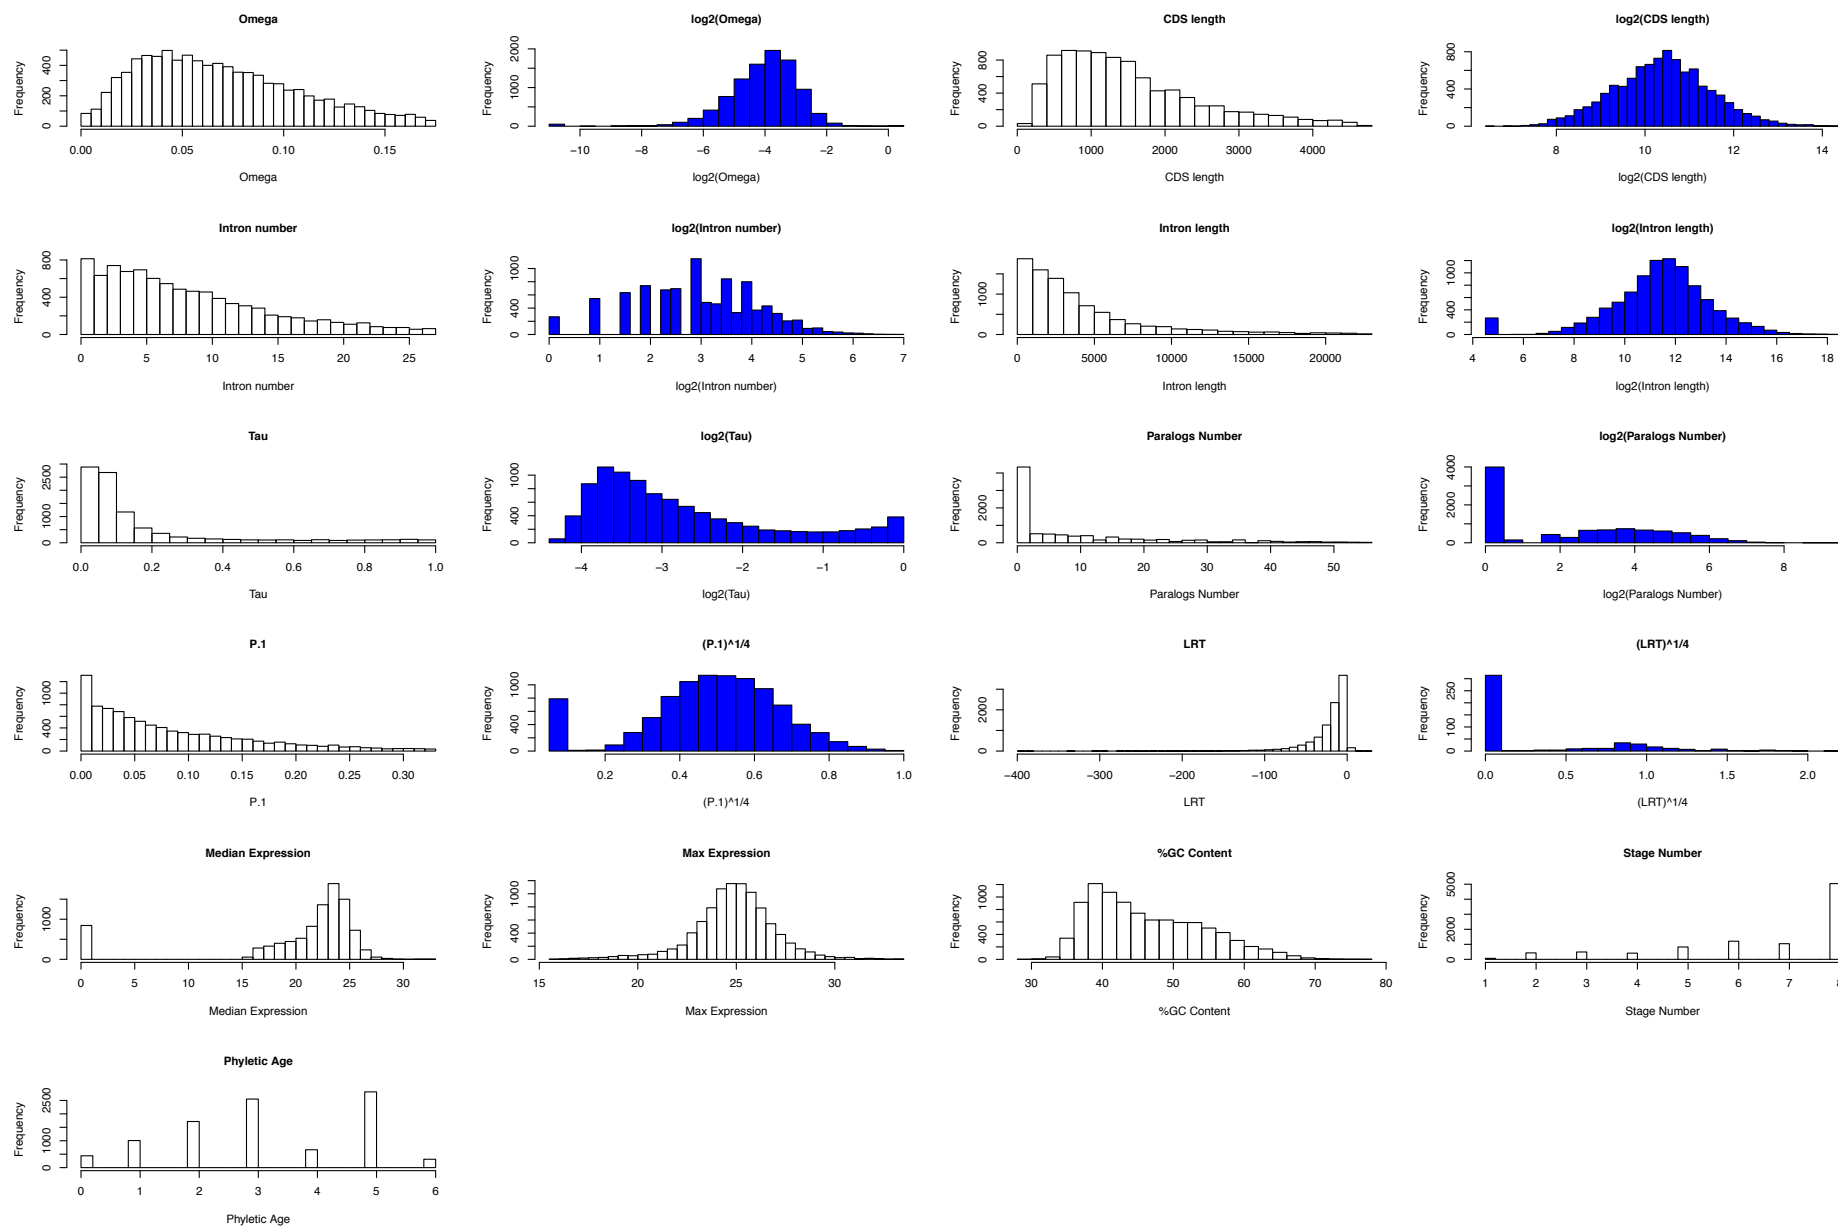 Omega
log2(Omega)
CDS length
log2(CDS length)
Frequency
0 200 400
0.00 0.05 0.10 0.15
Omega
Frequency
0 1000 2000
−10 −8 −6 −4 −2 0
log2(Omega)
Frequency
0 400 800
0 1000 2000 3000 4000
CDS length
Frequency
0 400 800
8 10 12 14
log2(CDS length)
Intron number
log2(Intron number)
Intron length
log2(Intron length)
Frequency
0 400 800
0 5 10 15 20 25
Intron number
Frequency
0 400 1000
0 1 2 3 4 5 6 7
log2(Intron number)
Frequency
0 1000
0 5000 10000 15000 20000
Intron length
Frequency
0 400 1000
4 6 8 10 12 14 16 18
log2(Intron length)
Tau
log2(Tau)
Paralogs Number
log2(Paralogs Number)
Frequency
0 1000 2500
0.0 0.2 0.4 0.6 0.8 1.0
Tau
Frequency
0 400 1000
−4 −3 −2 −1 0
log2(Tau)
Frequency
0 2000
0 10 20 30 40 50
Paralogs Number
Frequency
0 2000 4000
0 2 4 6 8
log2(Paralogs Number)
P.1
(P.1)^1/4
LRT
(LRT)^1/4
Frequency
0 400 1000
0.00 0.05 0.10 0.15 0.20 0.25 0.30
P.1
Frequency
0 400 1000
0.2 0.4 0.6 0.8 1.0
(P.1)^1/4
Frequency
0 2000
−400 −300 −200 −100 0
LRT
Frequency
0 100 250
0.0 0.5 1.0 1.5 2.0
(LRT)^1/4
Median Expression
Max Expression
%GC Content
Stage Number
Frequency
0 1000
0 5 10 15 20 25 30
Median Expression
Frequency
0 400 1000
15 20 25 30
Max Expression
Frequency
0 400 1000
30 40 50 60 70 80
%GC Content
Frequency
0 2000 5000
1 2 3 4 5 6 7 8
Stage Number
Phyletic Age
Frequency
0 1000 2500
0 1 2 3 4 5 6
Phyletic Age